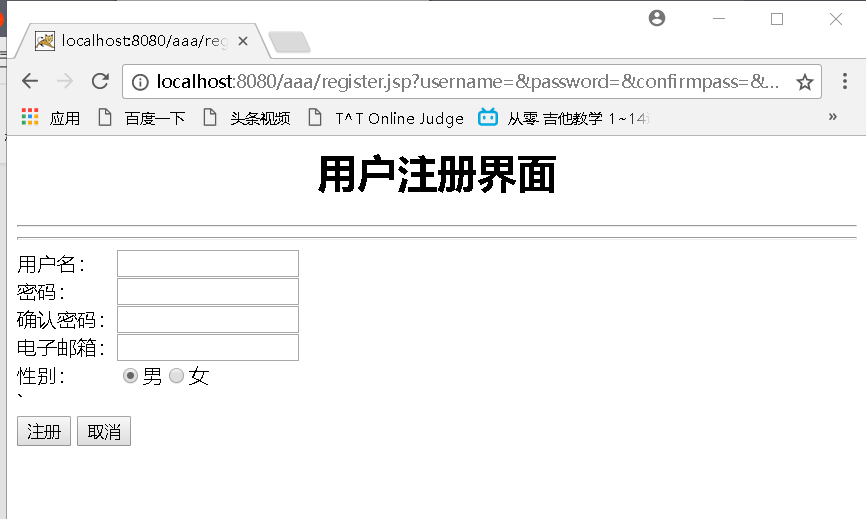 localhost:8080/aaa/reg
localhost:8080/aaa/register.jsp?username=&password=&confirmpass=&...
应用 百度一下 头条视频 T^T Online Judge 从零 吉他教学 1~14 »
用户注册界面
用户名：
密码：
确认密码：
电子邮箱：
性别： 男 女
`
注册 取消